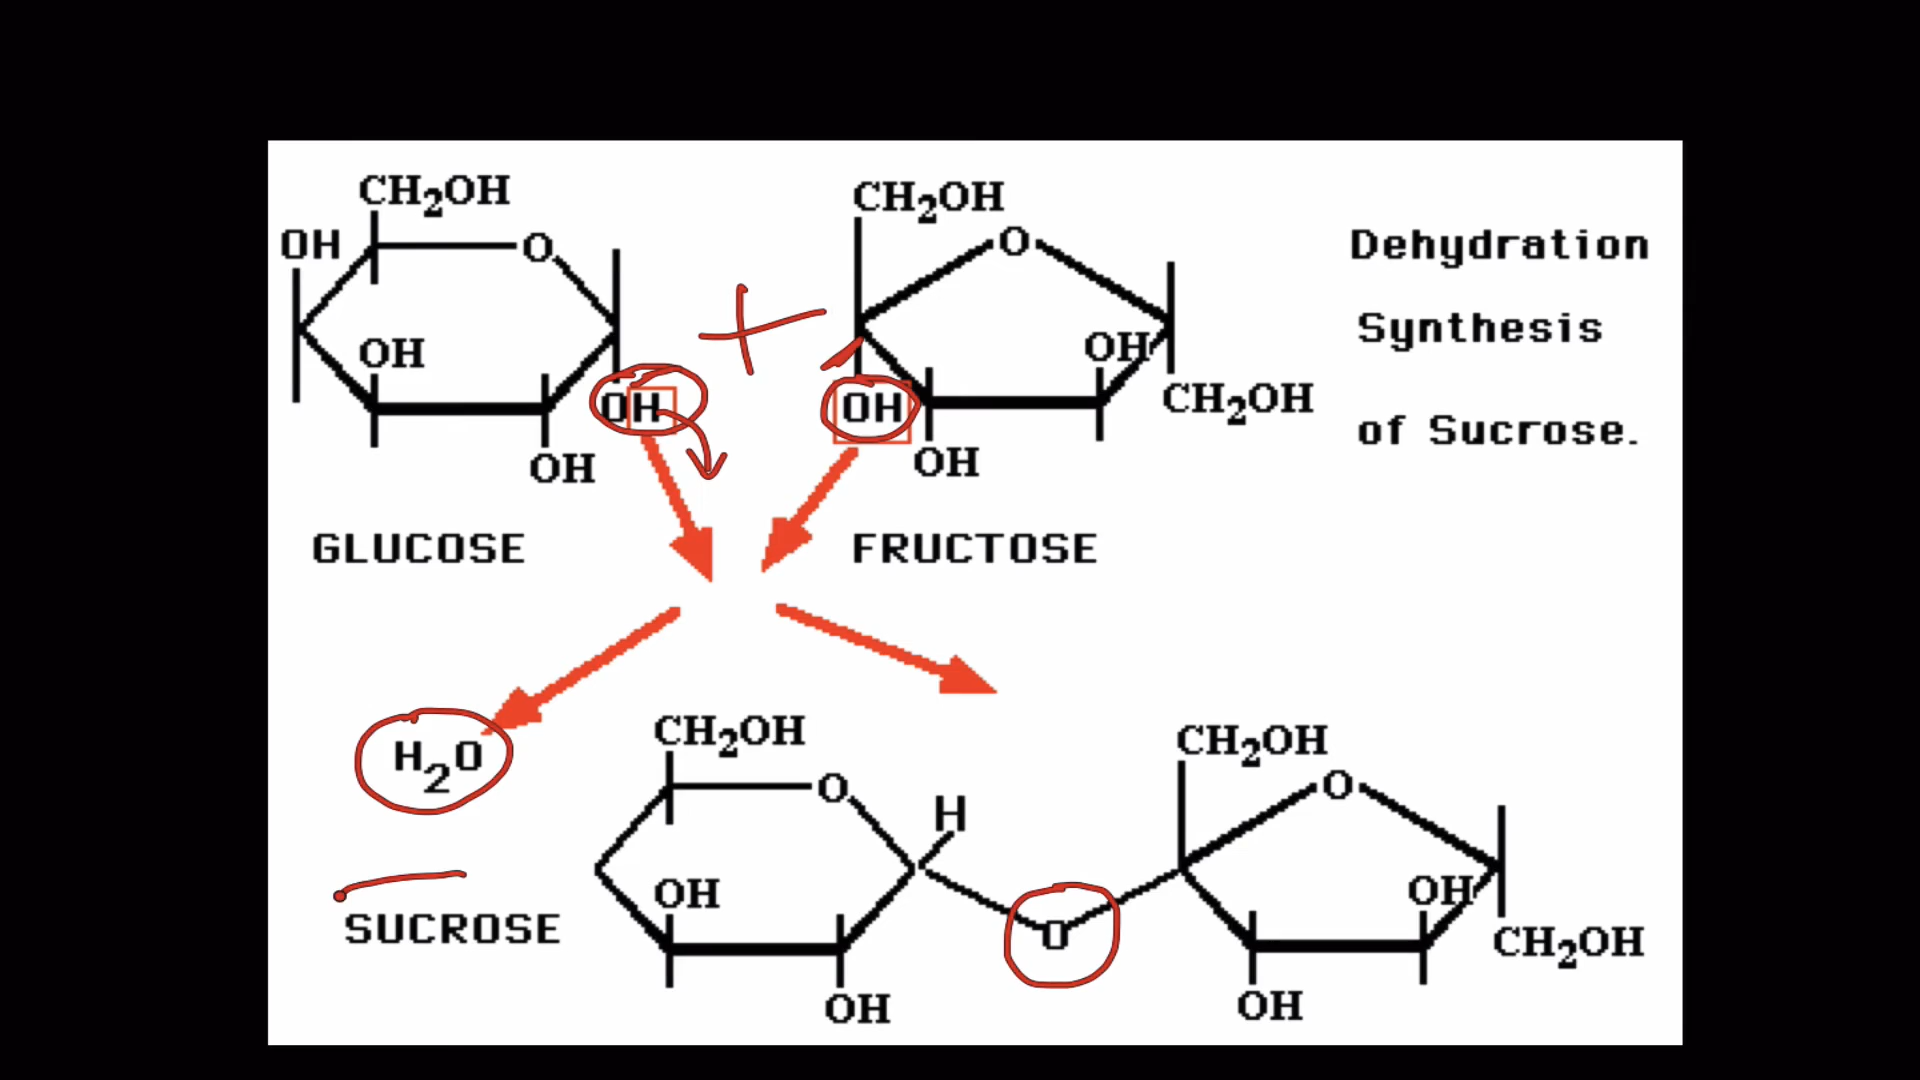 CH2OH
OH
O
OH
OH
OH
GLUCOSE
+
CH2OH
O
OH
OH
OH
CH2OH
FRUCTOSE
Dehydration
Synthesis
of Sucrose.
H2O
SUCROSE
CH2OH
O
H
OH
OH
O
CH2OH
O
OH
OH
CH2OH